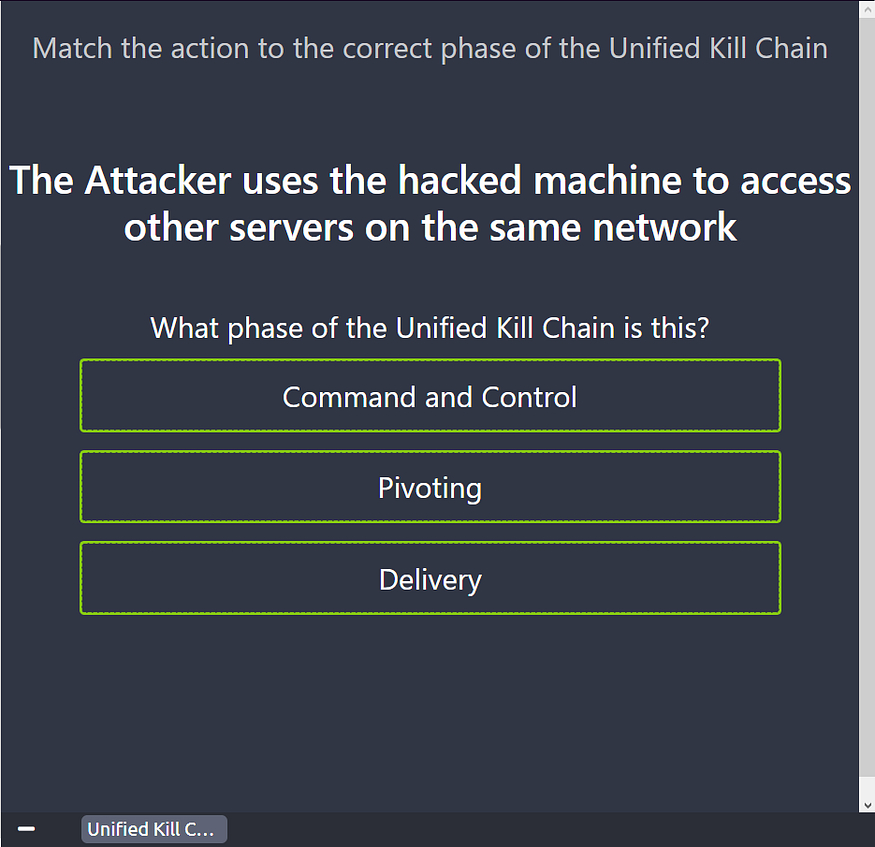 Match the action to the correct phase of the Unified Kill Chain
The Attacker uses the hacked machine to access
other servers on the same network
What phase of the Unified Kill Chain is this?
Command and Control
Pivoting
Delivery
Unified Kill C...